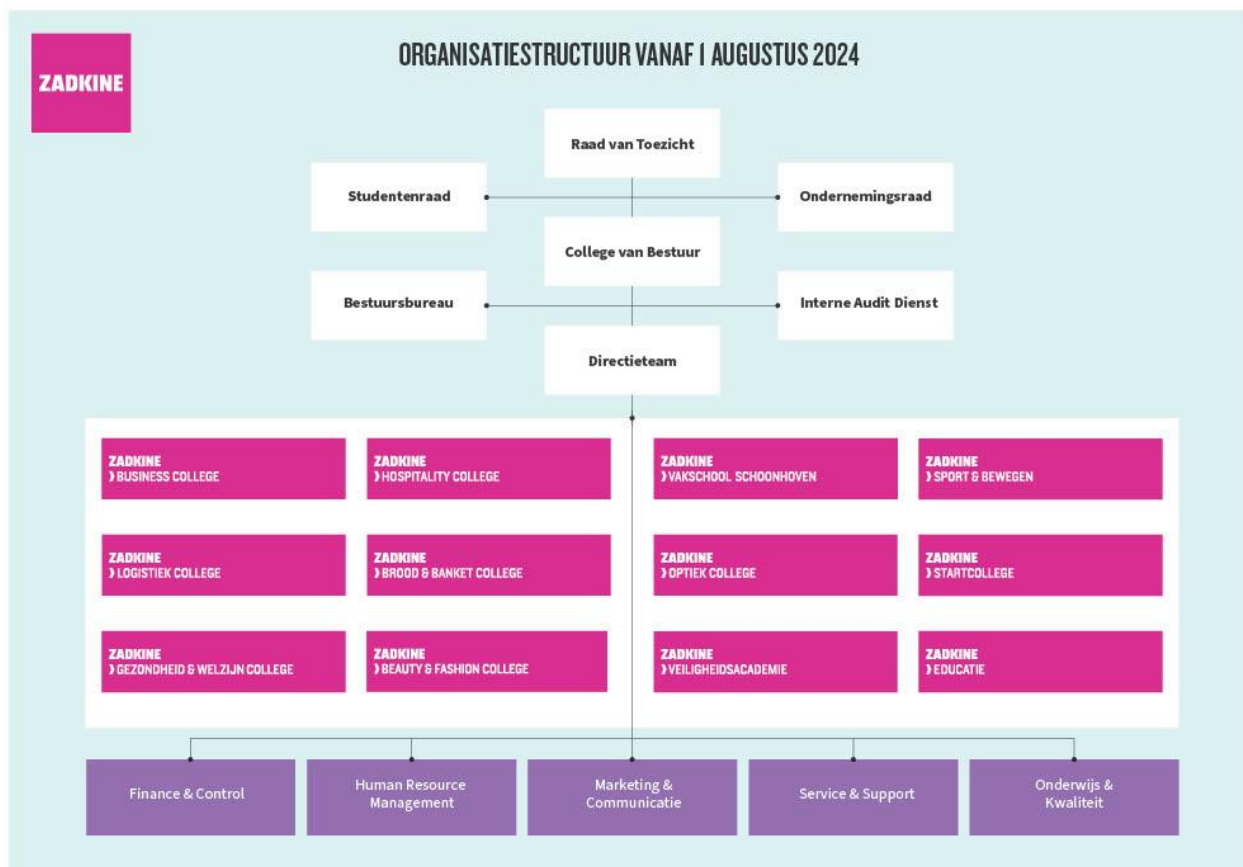 ZADKINE
ORGANISATIESTRUCTUUR VANAF 1 AUGUSTUS 2024
Raad van Toezicht
Studentenraad
Ondernemingsraad
College van Bestuur
Bestuursbureau
Interne Audit Dienst
Directieteam
ZADKINE
❯BUSINESS COLLEGE
ZADKINE
❯HOSPITALITY COLLEGE
ZADKINE
❯VAKSCHOOL SCHOONHOVEN
ZADKINE
❯SPORT & BEWEGEN
ZADKINE
❯LOGISTIEK COLLEGE
ZADKINE
❯BROOD & BANKET COLLEGE
ZADKINE
❯OPTIEK COLLEGE
ZADKINE
❯STARTCOLLEGE
ZADKINE
❯GEZONDHEID & WELZIJN COLLEGE
ZADKINE
❯BEAUTY & FASHION COLLEGE
ZADKINE
❯VEILIGHEIDSACADEMIE
ZADKINE
❯EDUCATIE
Finance & Control
Human Resource
Management
Marketing &
Communicatie
Service & Support
Onderwijs &
Kwaliteit